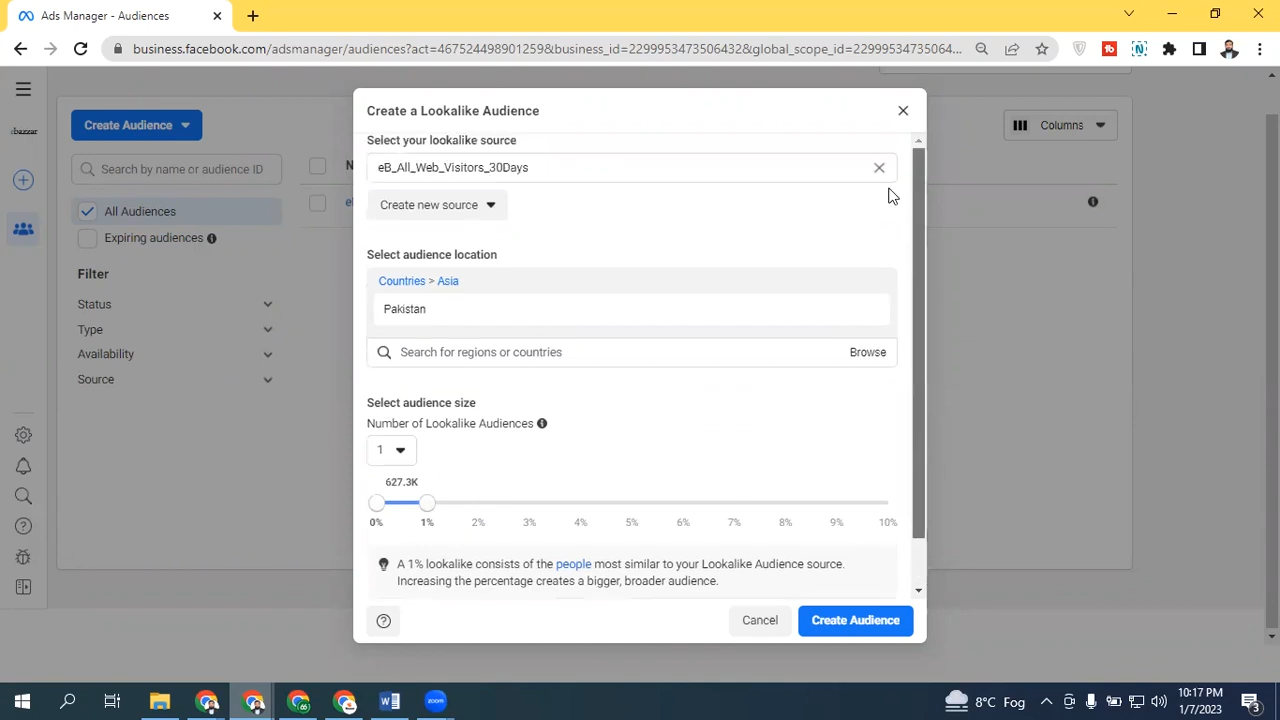 Ads Manager - Audiences
business.facebook.com/adsmanager/audiences?act=467524498901259&business_id=2299953473506432&global_scope_id=22999534735064...
Create a Lookalike Audience
Select your lookalike source
eB_All_Web_Visitors_30Days
Create new source
Select audience location
Countries > Asia
Pakistan
Search for regions or countries
Browse
Select audience size
Number of Lookalike Audiences
1
627.3K
0% 1% 2% 3% 4% 5% 6% 7% 8% 9% 10%
A 1% lookalike consists of the people most similar to your Lookalike Audience source.
Increasing the percentage creates a bigger, broader audience.
Cancel
Create Audience
bazzar
Create Audience
Columns
Search by name or audience ID
N
All Audiences
eB
Expiring audiences
Filter
Status
Type
Availability
Source
zoom
8°C Fog
10:17 PM
1/7/2023
3